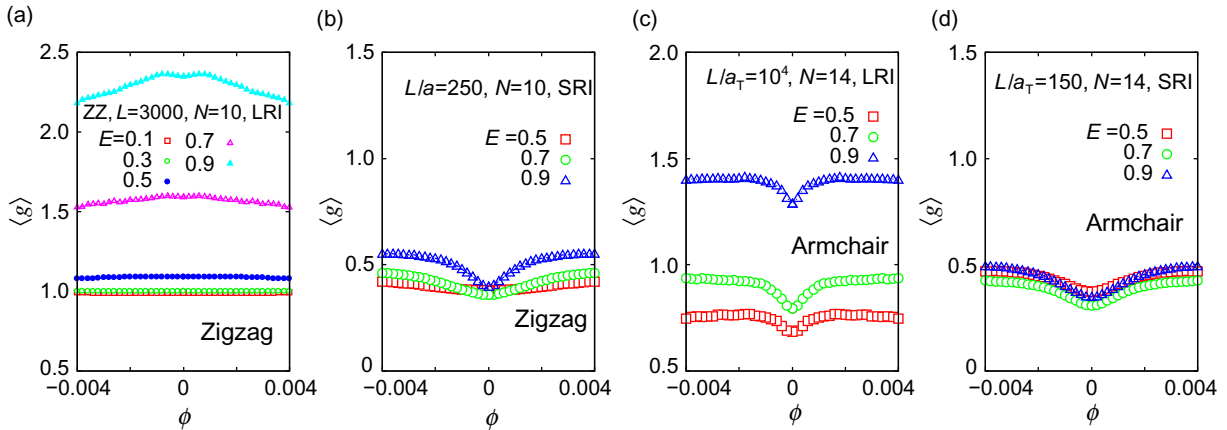 (a)
2.5
2.0
1.5
1.0
0.5
⟨g⟩
ZZ, L=3000, N=10, LRI
E=0.1
0.3
0.5
0.7
0.9
Zigzag
−0.004
0
0.004
ϕ
(b)
1.5
1.0
0.5
0
⟨g⟩
L/a=250, N=10, SRI
E =0.5
0.7
0.9
Zigzag
−0.004
0
0.004
ϕ
(c)
2.0
1.5
1.0
0.5
⟨g⟩
L/a_T=10⁴, N=14, LRI
E =0.5
0.7
0.9
Armchair
−0.004
0
0.004
ϕ
(d)
1.5
1.0
0.5
0
⟨g⟩
L/a_T=150, N=14, SRI
E =0.5
0.7
0.9
Armchair
−0.004
0
0.004
ϕ